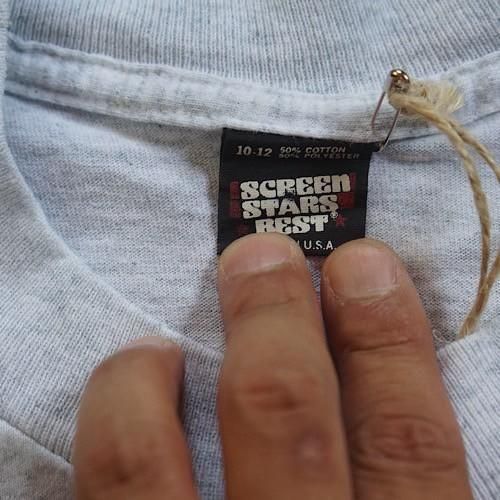 10-12 50% COTTON
50% POLYESTER
SCREEN
STARS
BEST®
U.S.A.